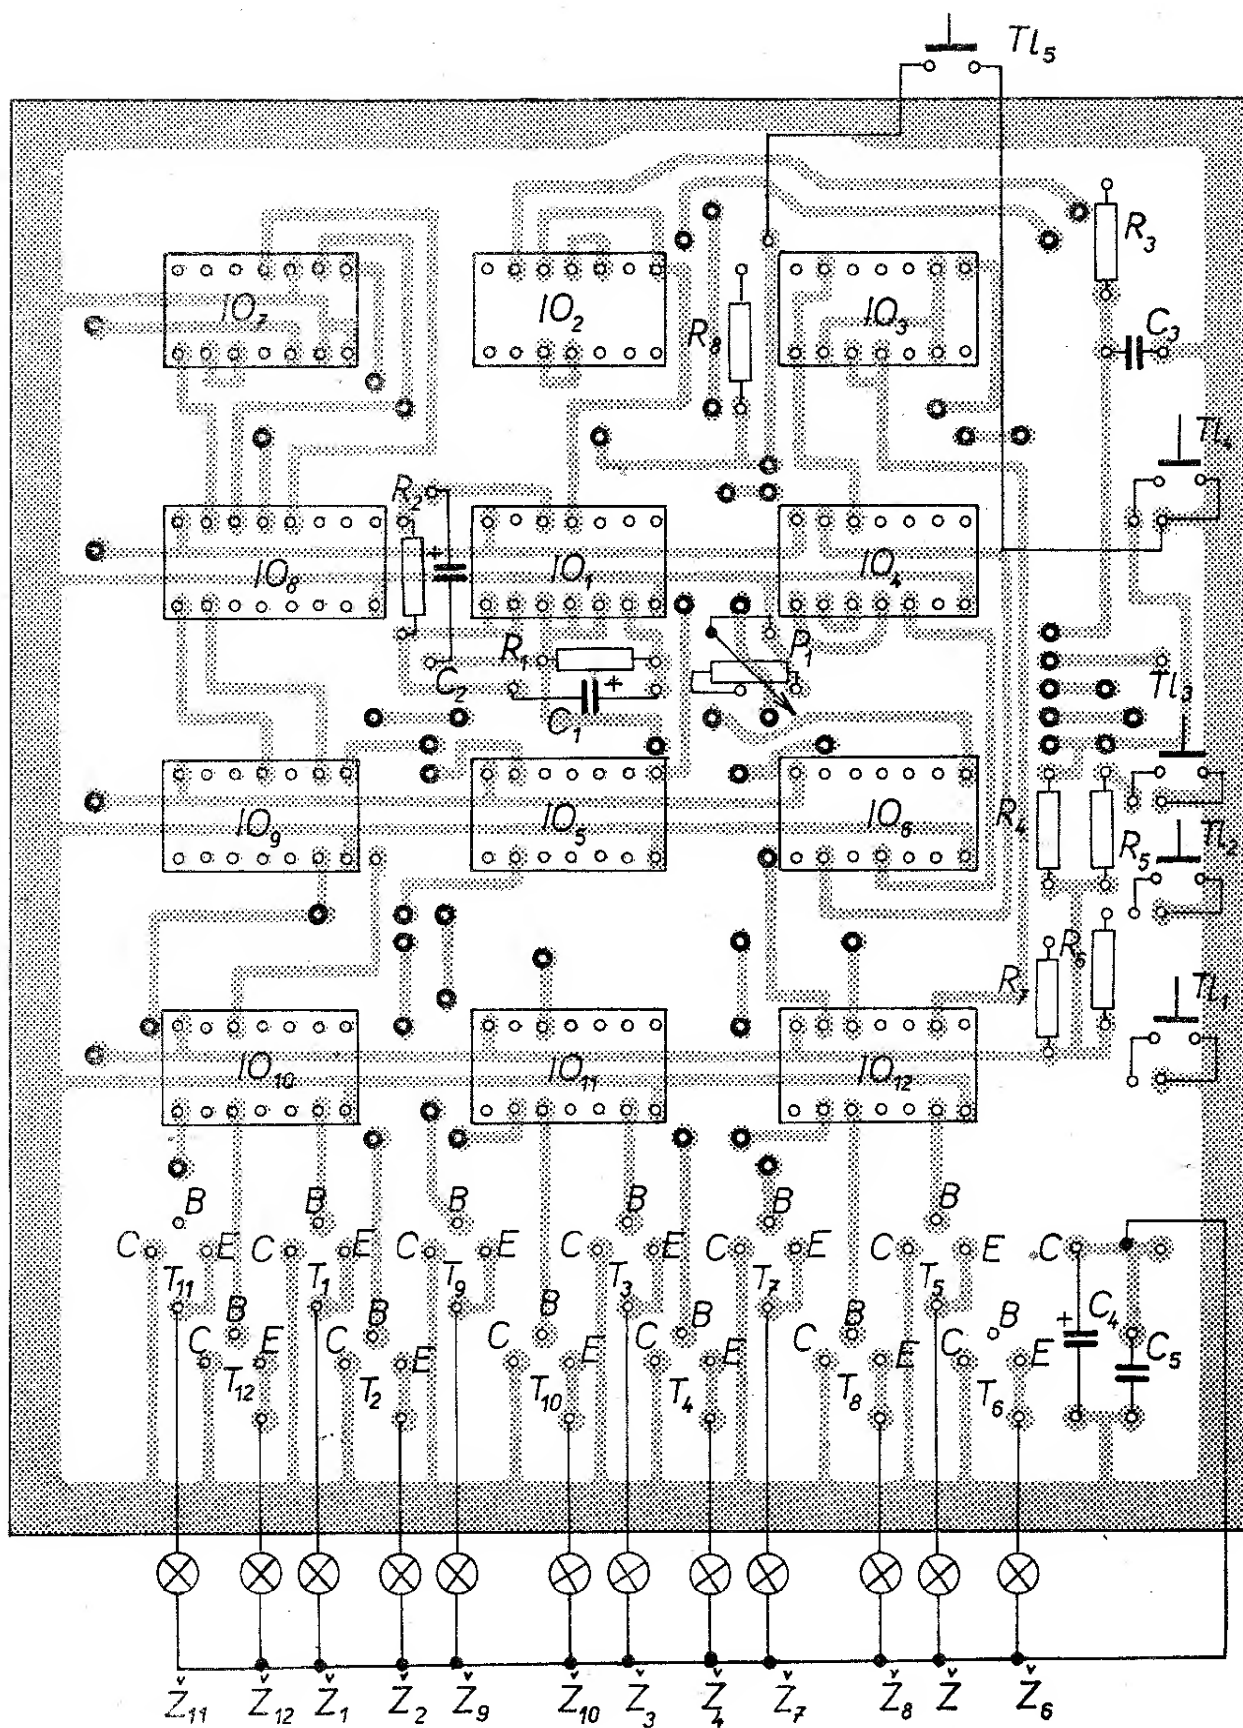 Tl₅
R₃
IO₇
IO₂
IO₃
R₈
C₃
Tl₄
R₂
+
IO₈
IO₁
IO₄
R₁
P₁
C₂
+
C₁
Tl₃
IO₉
IO₅
IO₆
R₄
R₅
Tl₂
R₇
R₆
Tl₁
IO₁₀
IO₁₁
IO₁₂
B B B B B B
C E C E C E C E C E C E C
T₁₁ T₁ T₉ T₃ T₇ T₅
+ C₄
B B B B B B
C E C E C E C E C E C E C₅
T₁₂ T₂ T₁₀ T₄ T₈ T₆
Ž₁₁ Ž₁₂ Ž₁ Ž₂ Ž₉ Ž₁₀ Ž₃ Ž₄ Ž₇ Ž₈ Ž Ž₆